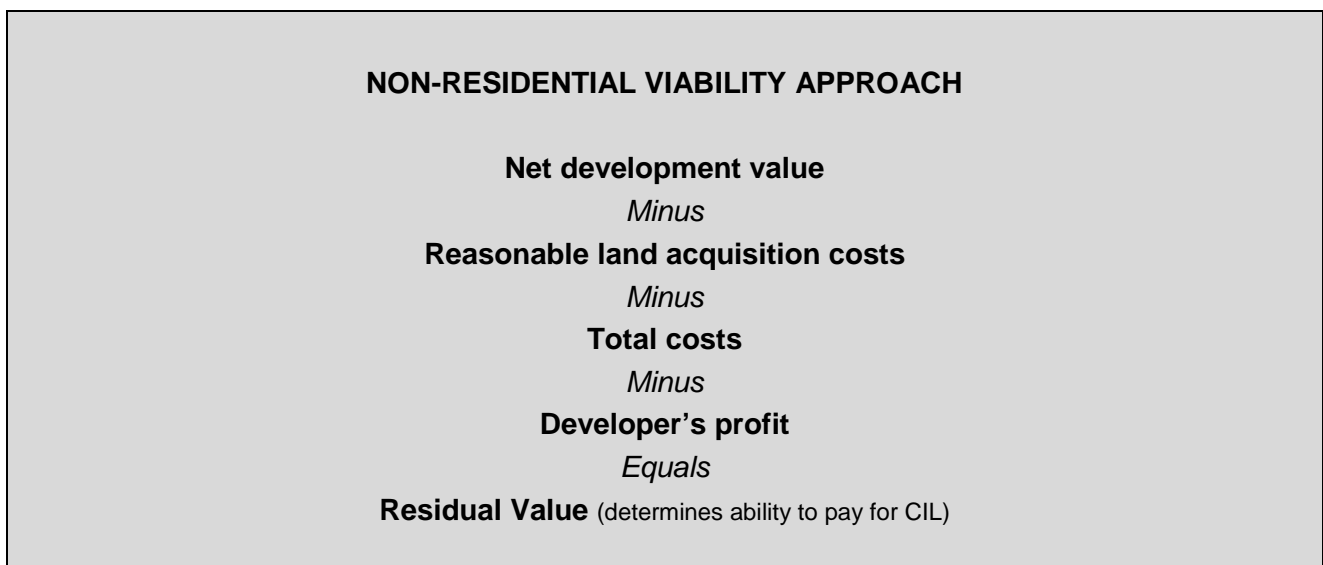 NON-RESIDENTIAL VIABILITY APPROACH
Net development value
Minus
Reasonable land acquisition costs
Minus
Total costs
Minus
Developer’s profit
Equals
Residual Value (determines ability to pay for CIL)